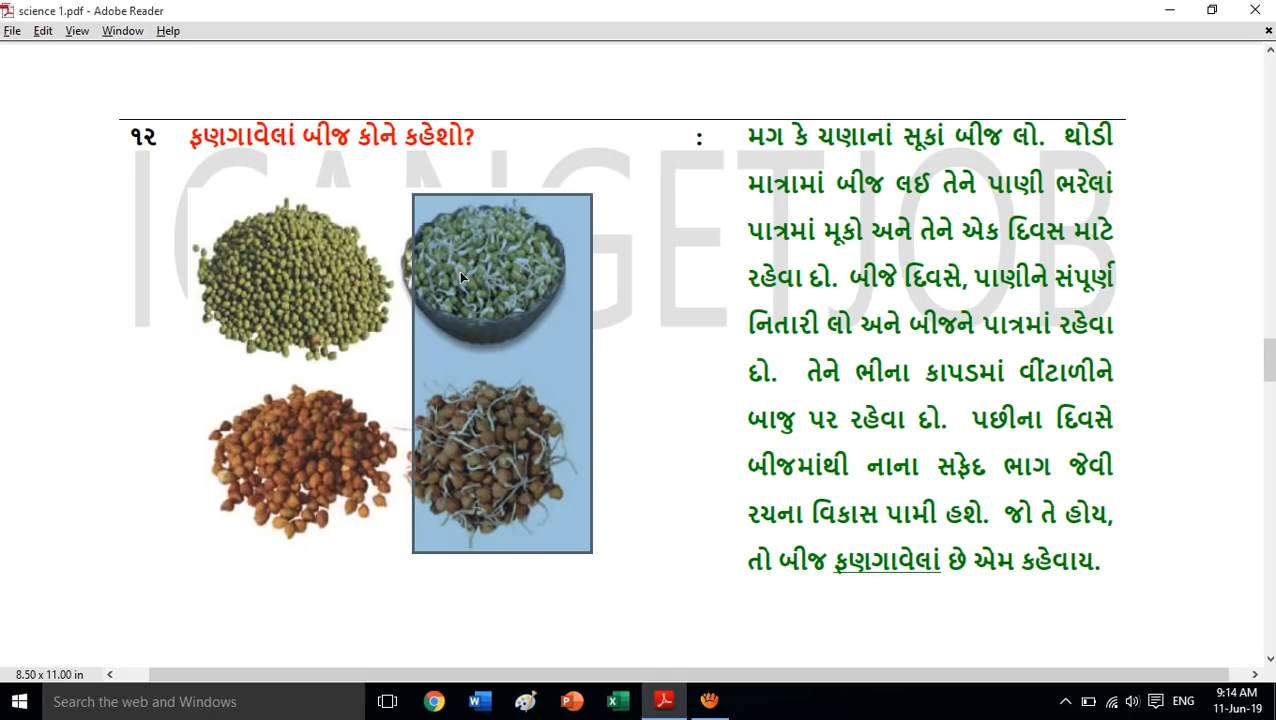 science 1.pdf - Adobe Reader
File Edit View Window Help
ICANGETJOB
૧૨ ફણગાવેલાં બીજ કોને કહેશો? : મગ કે ચણાનાં સૂકાં બીજ લો. થોડી
માત્રામાં બીજ લઈ તેને પાણી ભરેલાં
પાત્રમાં મૂકો અને તેને એક દિવસ માટે
રહેવા દો. બીજે દિવસે, પાણીને સંપૂર્ણ
નિતારી લો અને બીજને પાત્રમાં રહેવા
દો. તેને ભીના કાપડમાં વીંટાળીને
બાજુ પર રહેવા દો. પછીના દિવસે
બીજમાંથી નાના સફેદ ભાગ જેવી
રચના વિકાસ પામી હશે. જો તે હોય,
તો બીજ ફણગાવેલાં છે એમ કહેવાય.
8.50 x 11.00 in
Search the web and Windows
ENG
9:14 AM
11-Jun-19